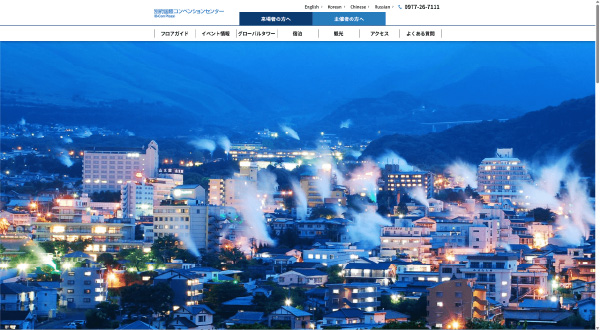 English
Korean
Chinese
Russian
0977-26-7111
別府国際コンベンションセンター
B-Con Plaza
来場者の方へ
主催者の方へ
フロアガイド
イベント情報
グローバルタワー
宿泊
観光
アクセス
よくある質問